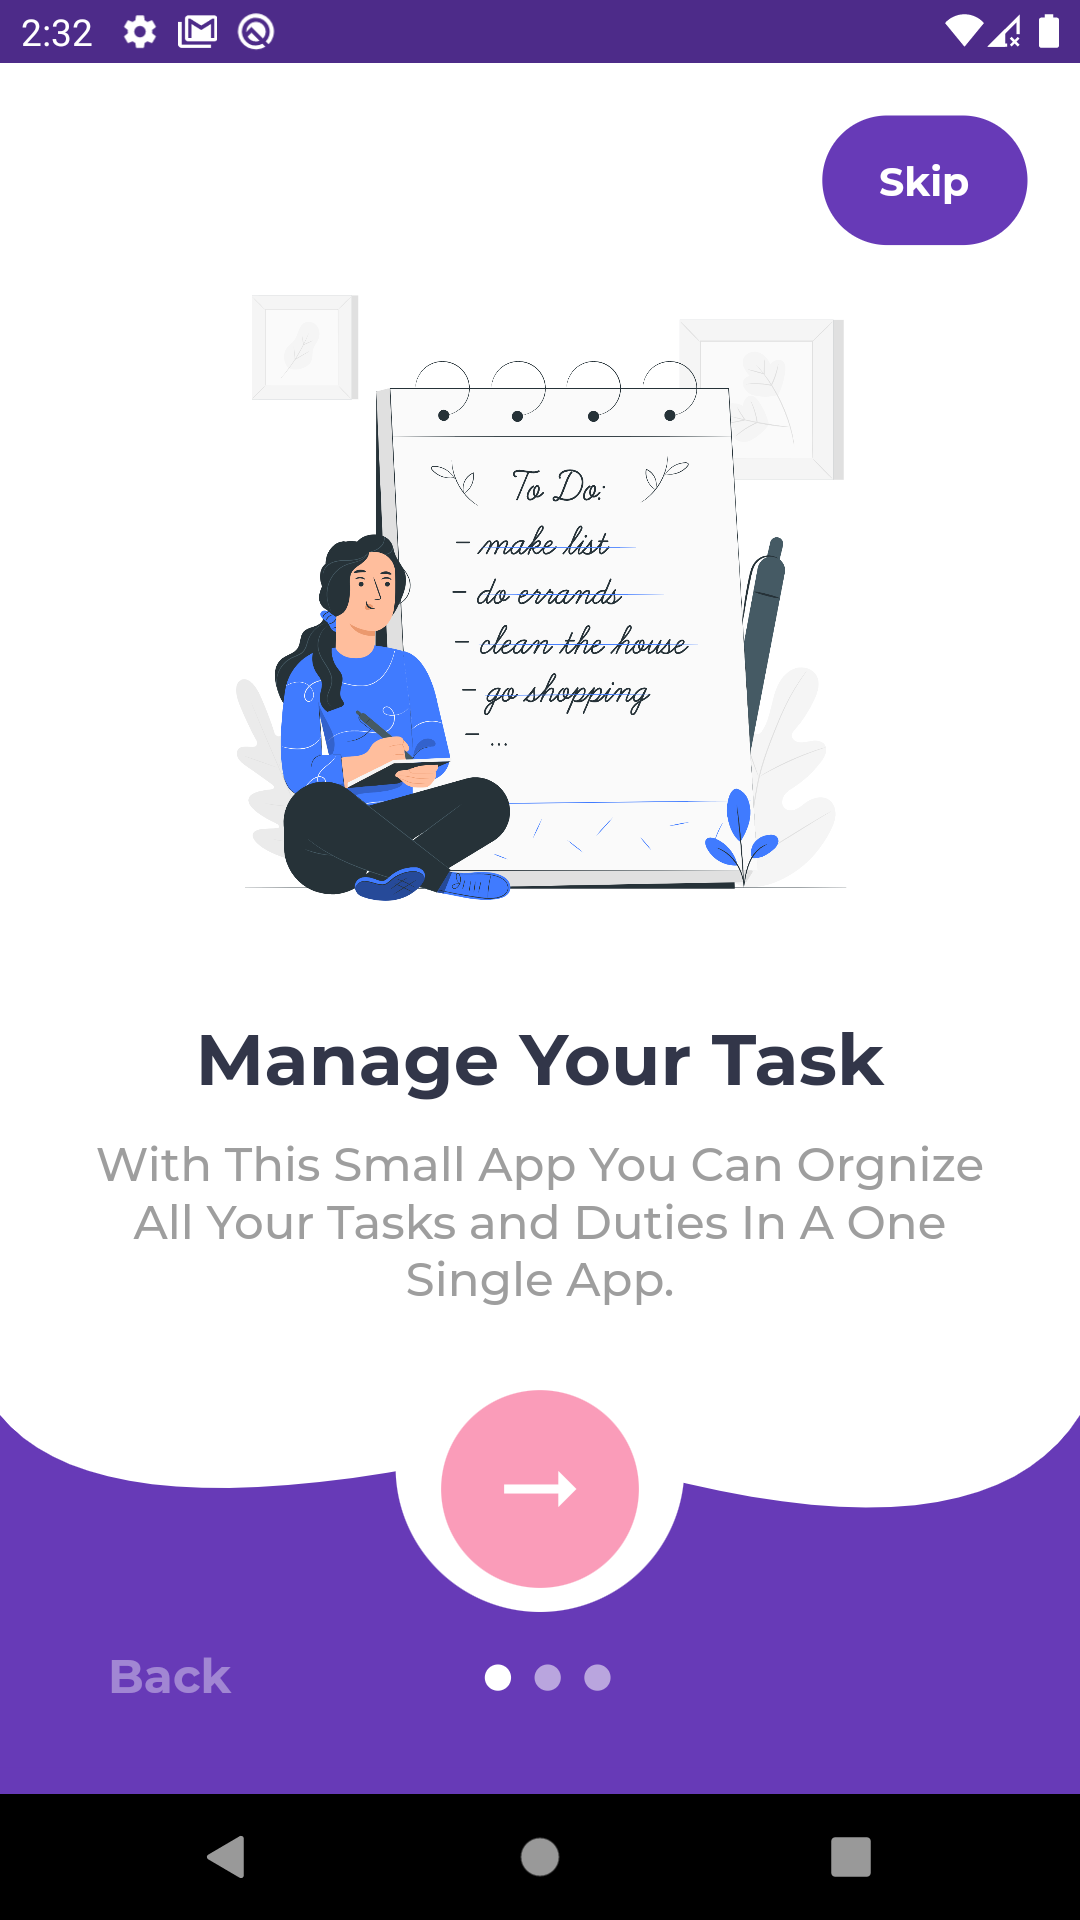 2:32
Skip
To Do:
- make list
- do errands
- clean the house
- go shopping
- ...
Manage Your Task
With This Small App You Can Orgnize
All Your Tasks and Duties In A One
Single App.
Back